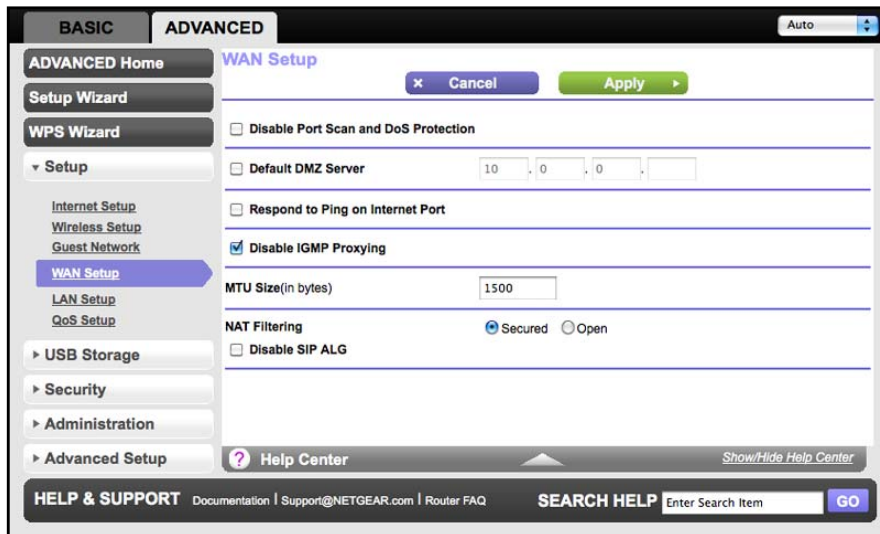 BASIC
ADVANCED
Auto
ADVANCED Home
Setup Wizard
WPS Wizard
Setup
Internet Setup
Wireless Setup
Guest Network
WAN Setup
LAN Setup
QoS Setup
USB Storage
Security
Administration
Advanced Setup
WAN Setup
x Cancel
Apply
Disable Port Scan and DoS Protection
Default DMZ Server 10 . 0 . 0 .
Respond to Ping on Internet Port
Disable IGMP Proxying
MTU Size(in bytes) 1500
NAT Filtering Secured Open
Disable SIP ALG
? Help Center Show/Hide Help Center
HELP & SUPPORT Documentation | Support@NETGEAR.com | Router FAQ SEARCH HELP Enter Search Item GO